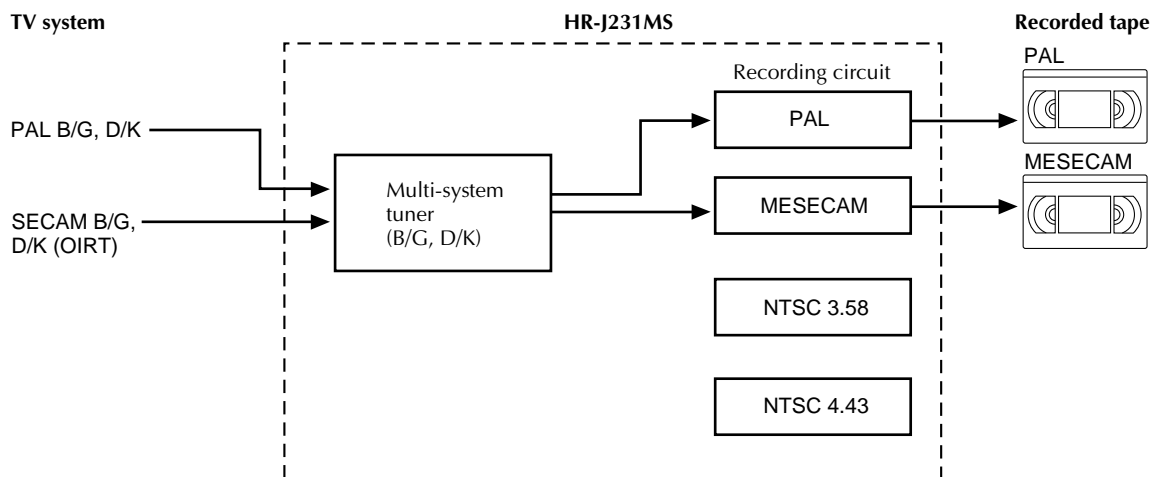 TV system
HR-J231MS
Recorded tape
PAL
Recording circuit
PAL B/G, D/K
PAL
MESECAM
Multi-system
tuner
(B/G, D/K)
SECAM B/G,
D/K (OIRT)
MESECAM
NTSC 3.58
NTSC 4.43